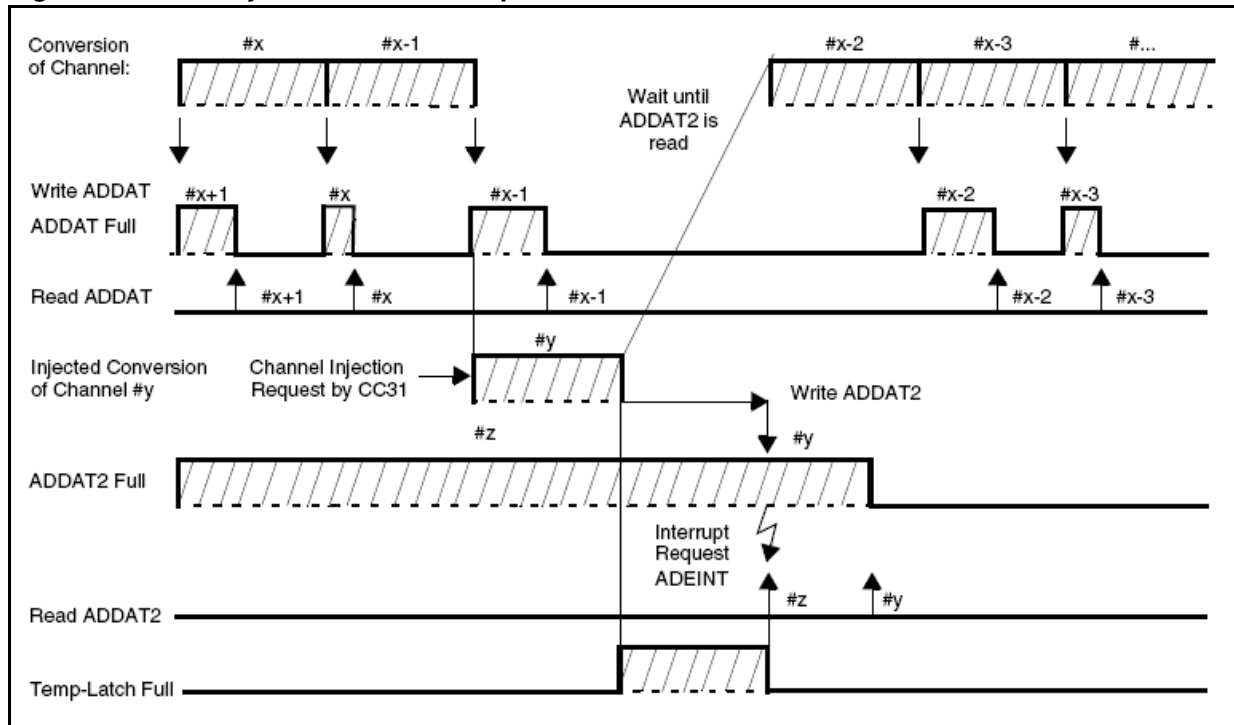 Conversion
of Channel:
#x
#x-1
#x-2
#x-3
#...
Wait until
ADDAT2 is
read
Write ADDAT
ADDAT Full
#x+1
#x
#x-1
#x-2
#x-3
Read ADDAT
#x+1
#x
#x-1
#x-2
#x-3
Injected Conversion
of Channel #y
Channel Injection
Request by CC31
#y
Write ADDAT2
#z
#y
ADDAT2 Full
Interrupt
Request
ADEINT
#z
#y
Read ADDAT2
Temp-Latch Full